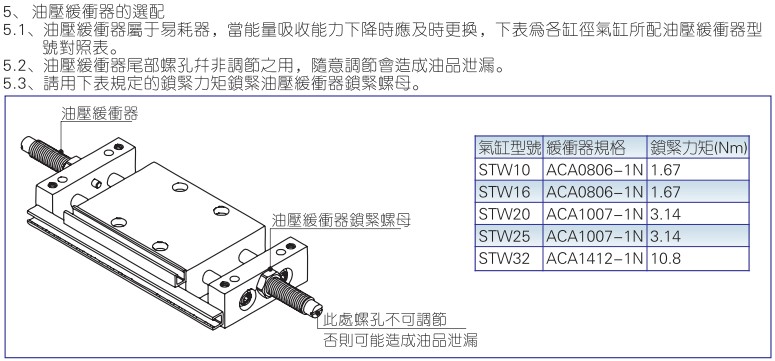 5、油壓緩衝器的選配
5.1、油壓緩衝器屬于易耗器，當能量吸收能力下降時應及時更換，下表為各缸徑氣缸所配油壓緩衝器型
號對照表。
5.2、油壓緩衝器尾部螺孔幷非調節之用，隨意調節會造成油品泄漏。
5.3、請用下表規定的鎖緊力矩鎖緊油壓緩衝器鎖緊螺母。
油壓緩衝器
油壓緩衝器鎖緊螺母
此處螺孔不可調節
否則可能造成油品泄漏
氣缸型號 緩衝器規格 鎖緊力矩(Nm)
STW10 ACA0806-1N 1.67
STW16 ACA0806-1N 1.67
STW20 ACA1007-1N 3.14
STW25 ACA1007-1N 3.14
STW32 ACA1412-1N 10.8